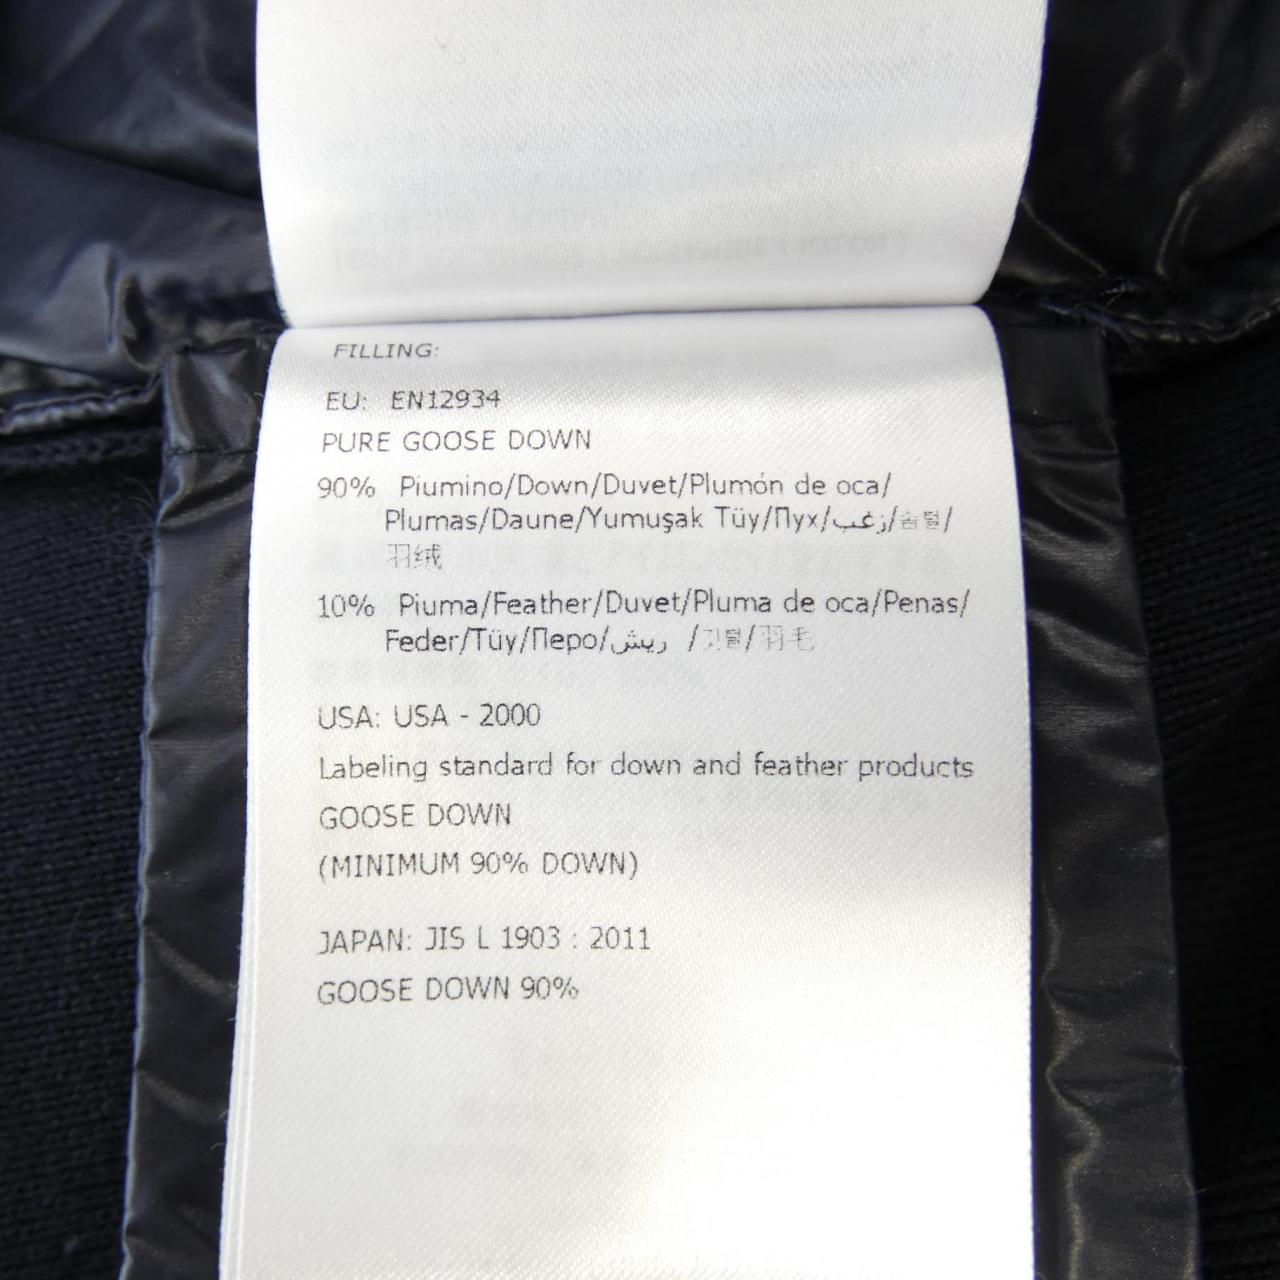 FILLING:
EU: EN12934
PURE GOOSE DOWN
90% Piumino/Down/Duvet/Plumón de oca/
Plumas/Daune/Yumuşak Tüy/Пух/زغب/솜털/
羽绒
10% Piuma/Feather/Duvet/Pluma de oca/Penas/
Feder/Tüy/Перо/ريش /깃털/羽毛
USA: USA - 2000
Labeling standard for down and feather products
GOOSE DOWN
(MINIMUM 90% DOWN)
JAPAN: JIS L 1903 : 2011
GOOSE DOWN 90%